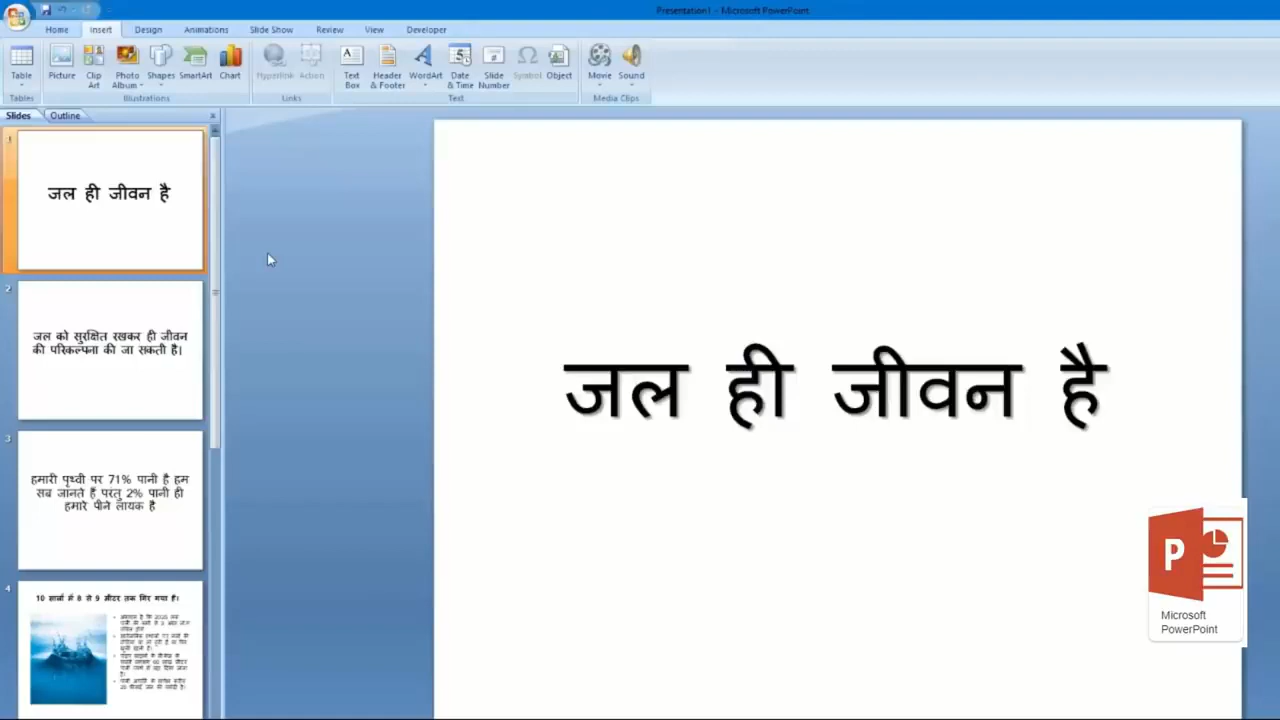 Presentation1 - Microsoft PowerPoint
Home Insert Design Animations Slide Show Review View Developer
Table Picture Clip Art Photo Album Shapes SmartArt Chart Hyperlink Action Text Box Header & Footer WordArt Date & Time Slide Number Symbol Object Movie Sound
Tables Illustrations Links Text Media Clips
Slides Outline
1
जल ही जीवन है
2
जल को सुरक्षित रखकर ही जीवन
की परिकल्पना की जा सकती है।
3
हमारी पृथ्वी पर 71% पानी है हम
सब जानते हैं परंतु 2% पानी ही
हमारे पीने लायक है
4
10 सालों में 8 से 9 मीटर तक गिर गया है।
जल ही जीवन है
P
Microsoft
PowerPoint